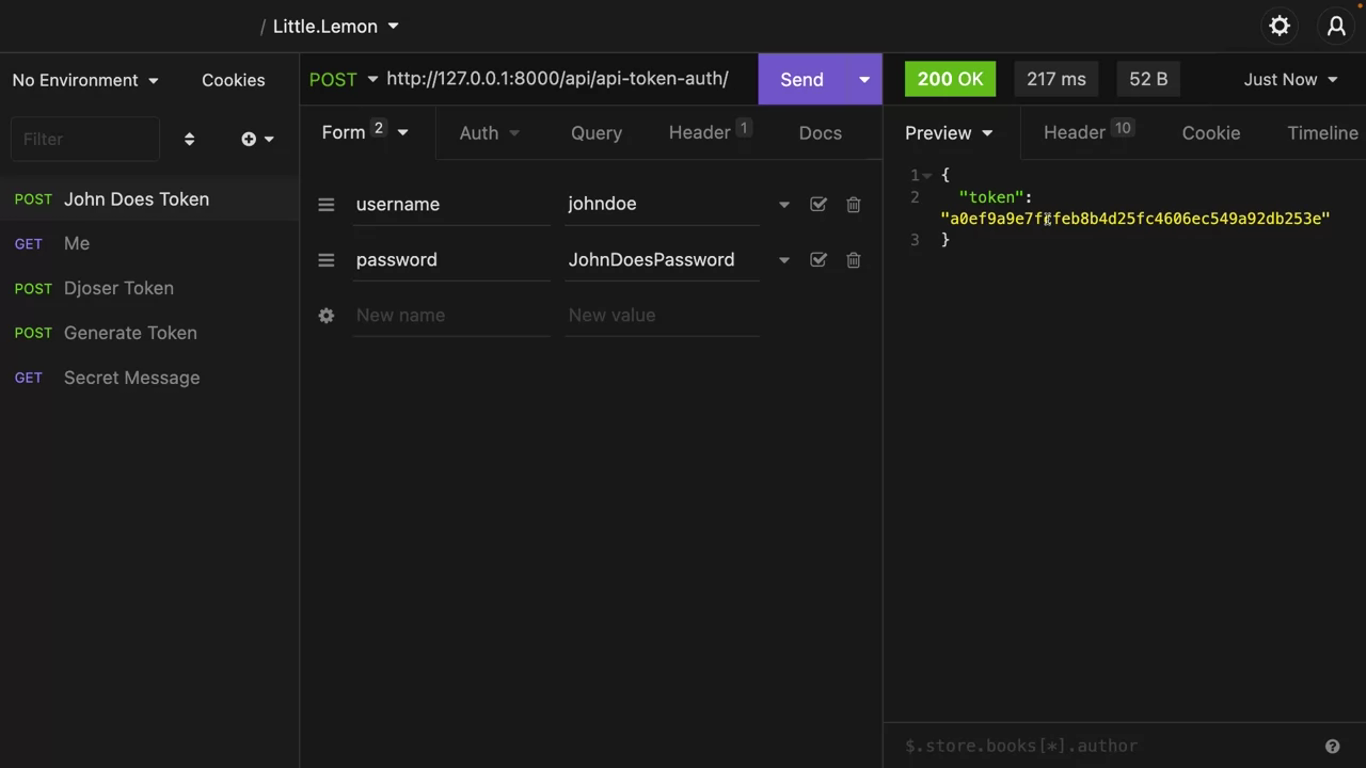 / Little.Lemon
No Environment
Cookies
POST http://127.0.0.1:8000/api/api-token-auth/ Send
200 OK 217 ms 52 B Just Now
Filter
Form 2 Auth Query Header 1 Docs
Preview Header 10 Cookie Timeline
POST John Does Token
GET Me
POST Djoser Token
POST Generate Token
GET Secret Message
username johndoe
password JohnDoesPassword
New name New value
1 {
2 "token":
"a0ef9a9e7fffeb8b4d25fc4606ec549a92db253e"
3 }
$.store.books[*].author